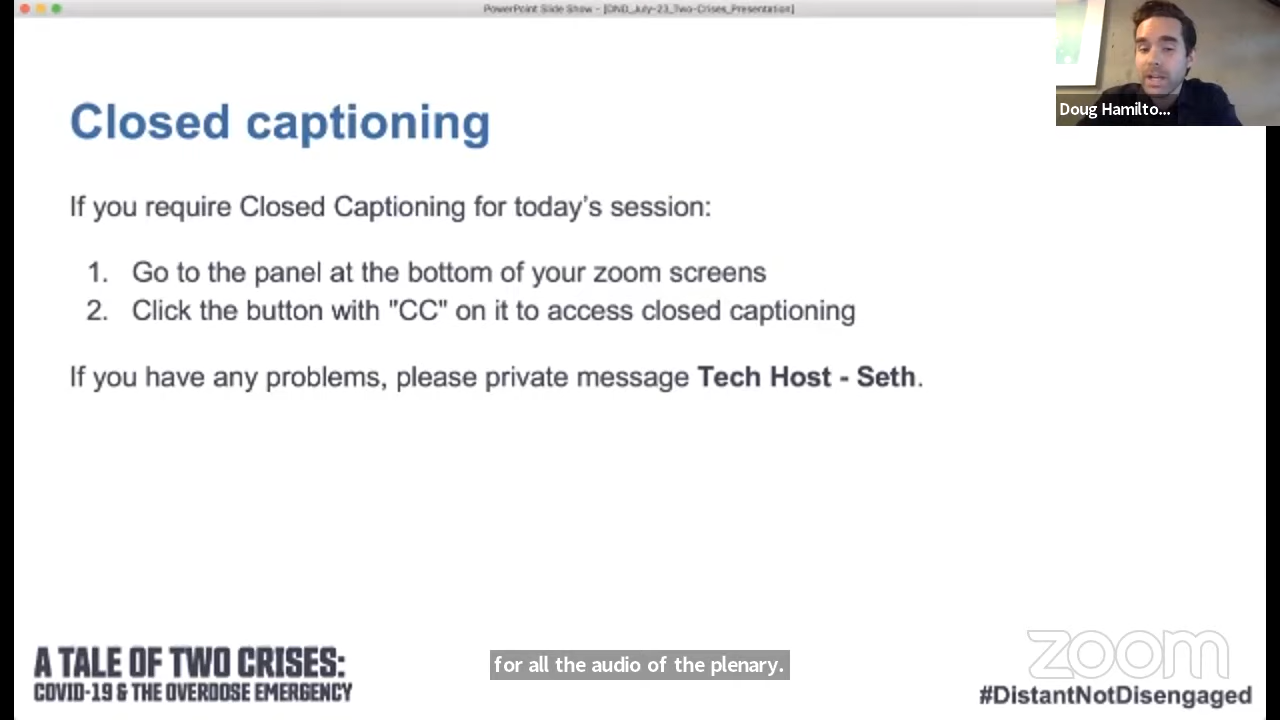 PowerPoint Slide Show - [DND_July-23_Two-Crises_Presentation]
Doug Hamilto...
Closed captioning
If you require Closed Captioning for today's session:
1. Go to the panel at the bottom of your zoom screens
2. Click the button with "CC" on it to access closed captioning
If you have any problems, please private message Tech Host - Seth.
A TALE OF TWO CRISES:
COVID-19 & THE OVERDOSE EMERGENCY
for all the audio of the plenary.
zoom
#DistantNotDisengaged